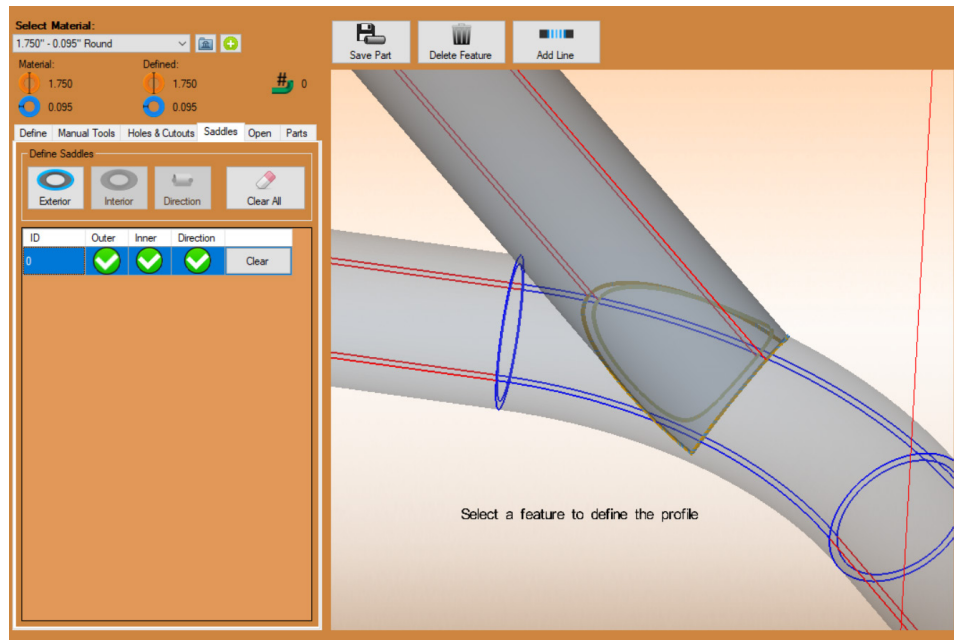 Select Material:
1.750" - 0.095" Round
Material:
Defined:
1.750
1.750
# 0
0.095
0.095
Save Part
Delete Feature
Add Line
Define Manual Tools Holes & Cutouts Saddles Open Parts
Define Saddles
Exterior
Interior
Direction
Clear All
ID Outer Inner Direction
0 Clear
Select a feature to define the profile